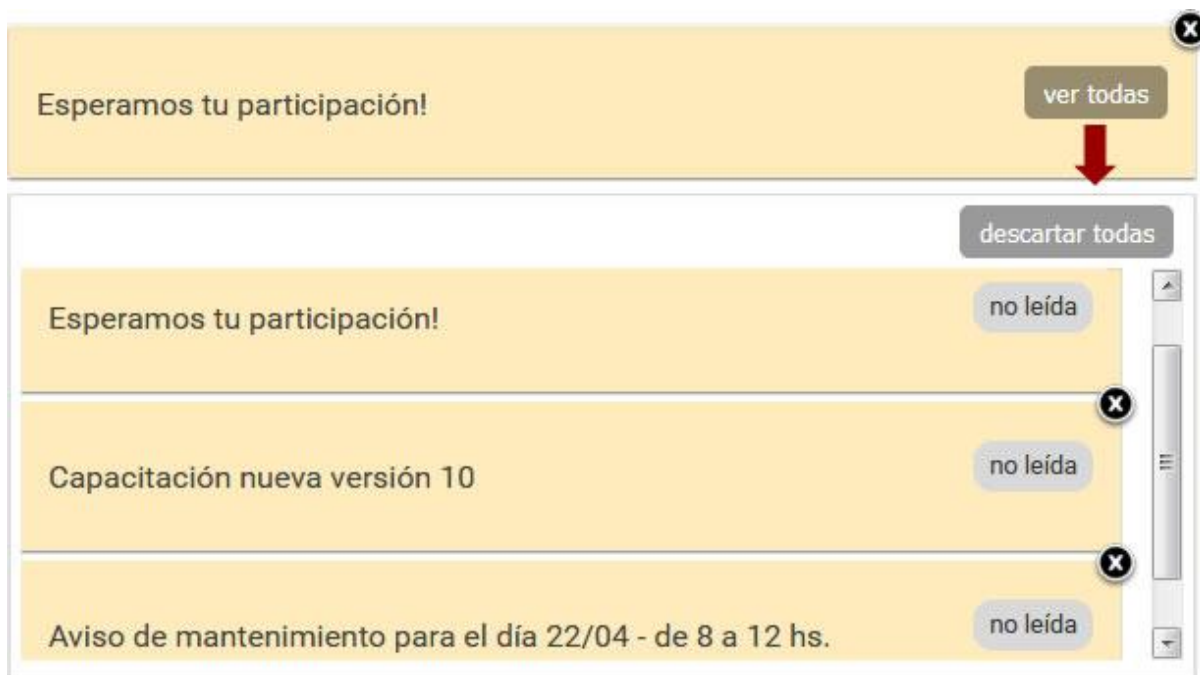 X
Esperamos tu participación!
ver todas
descartar todas
Esperamos tu participación!
no leída
X
Capacitación nueva versión 10
no leída
X
Aviso de mantenimiento para el día 22/04 - de 8 a 12 hs.
no leída